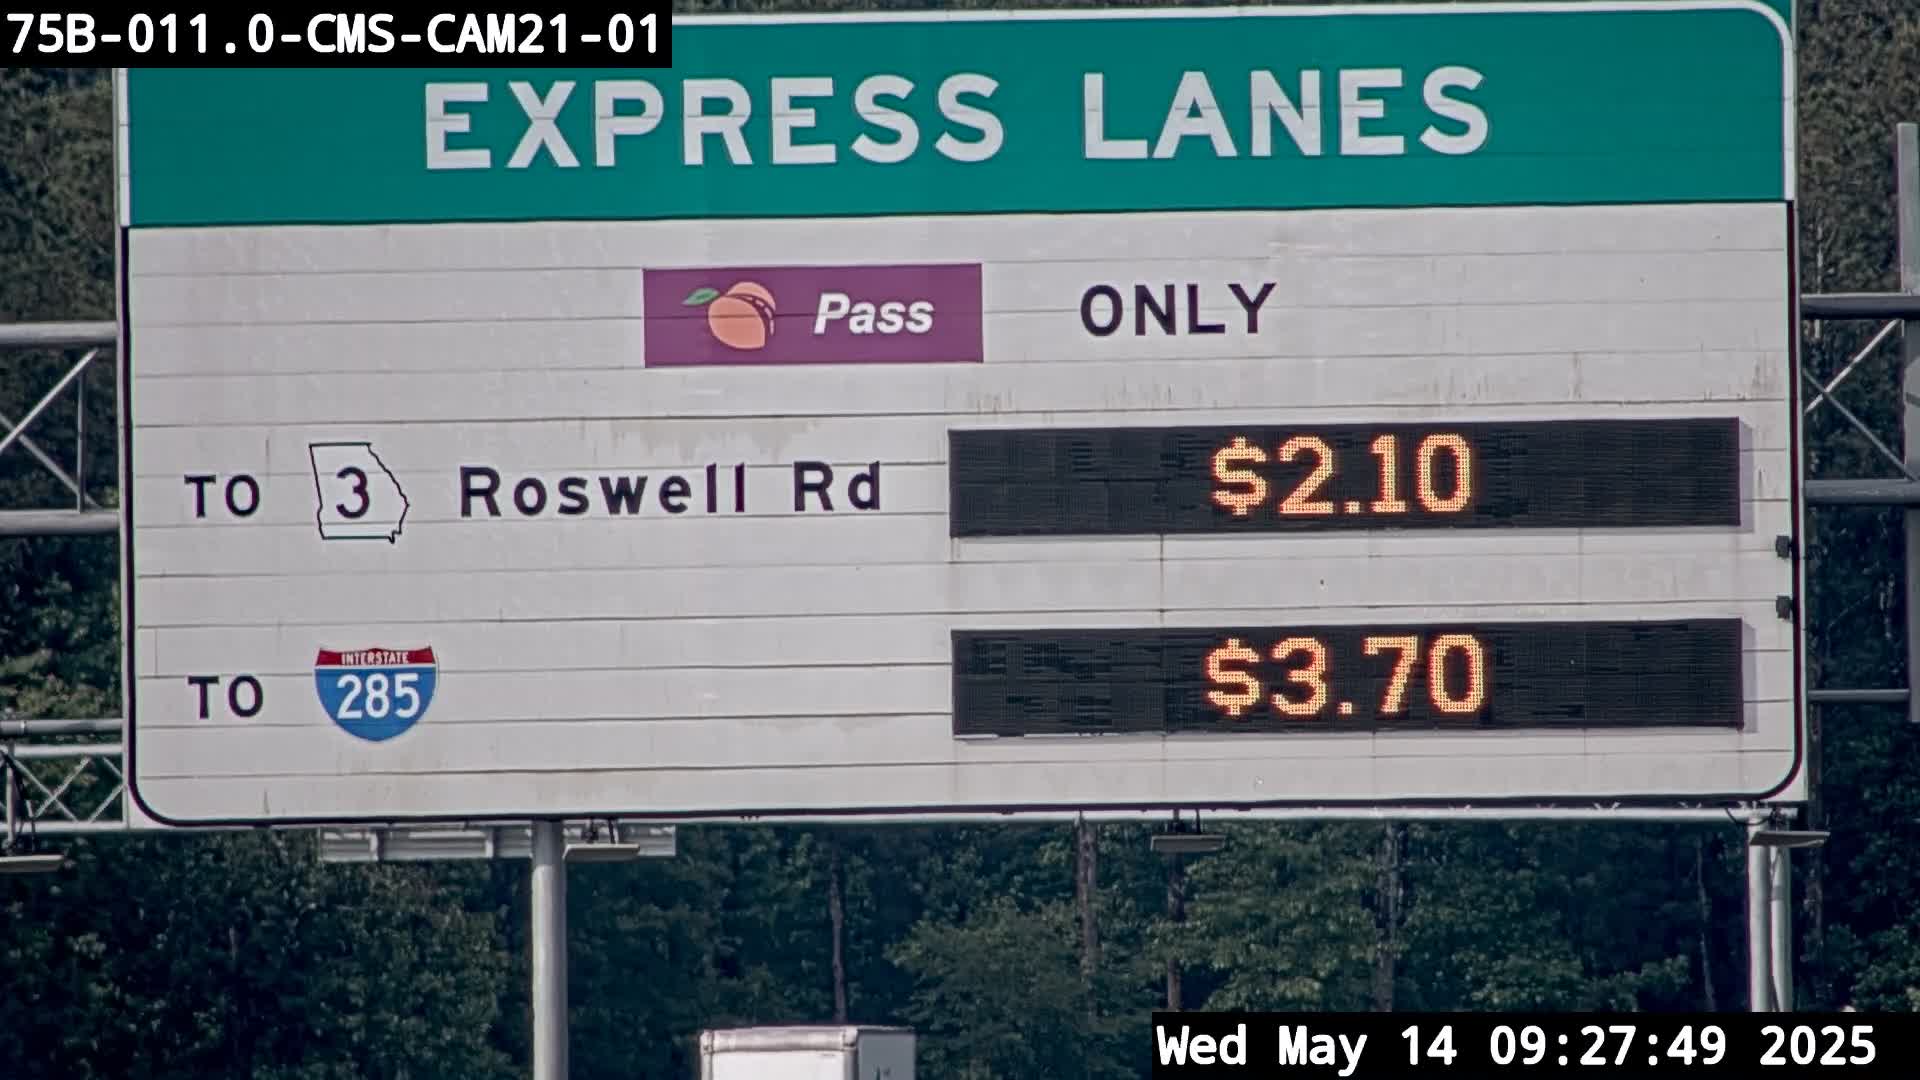 75B-011.0-CMS-CAM21-01
EXPRESS LANES
Pass ONLY
TO 3 Roswell Rd $2.10
TO INTERSTATE 285 $3.70
Wed May 14 09:27:49 2025